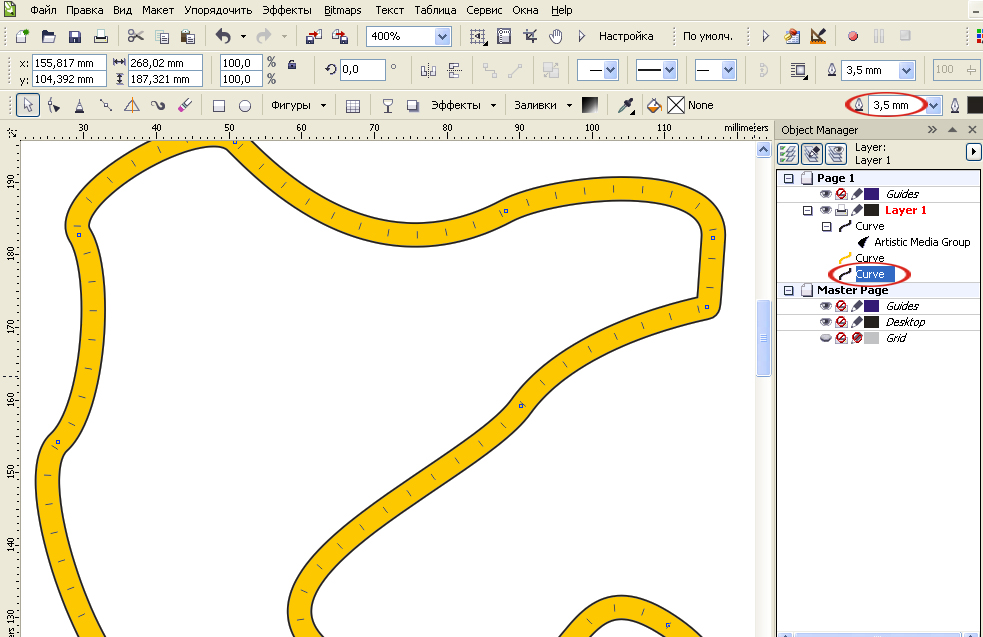 Файл Правка Вид Макет Упорядочить Эффекты Bitmaps Текст Таблица Сервис Окна Help
400% Настройка По умолч.
x: 155,817 mm 268,02 mm 100,0 % 0,0 ° 3,5 mm 100
y: 104,392 mm 187,321 mm 100,0 %
Фигуры Эффекты Заливки None 3,5 mm
30 50 60 70 80 90 100 110 millimeters
Object Manager
Layer:
Layer 1
Page 1
Guides
Layer 1
Curve
Artistic Media Group
Curve
Curve
Master Page
Guides
Desktop
Grid
190
180
170
160
150
140
130